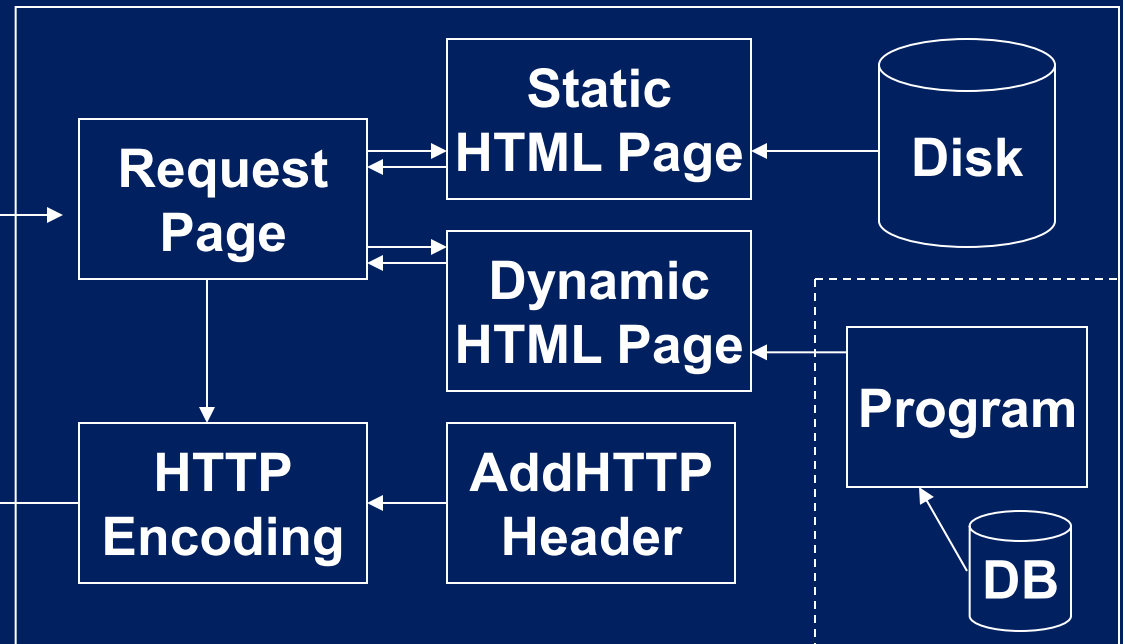 Static
HTML Page
Disk
Request
Page
Dynamic
HTML Page
Program
HTTP
Encoding
AddHTTP
Header
DB